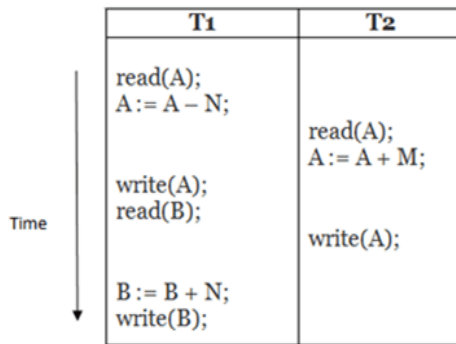 T1 T2
read(A);
A := A – N;
read(A);
A := A + M;
write(A);
read(B);
Time
write(A);
B := B + N;
write(B);